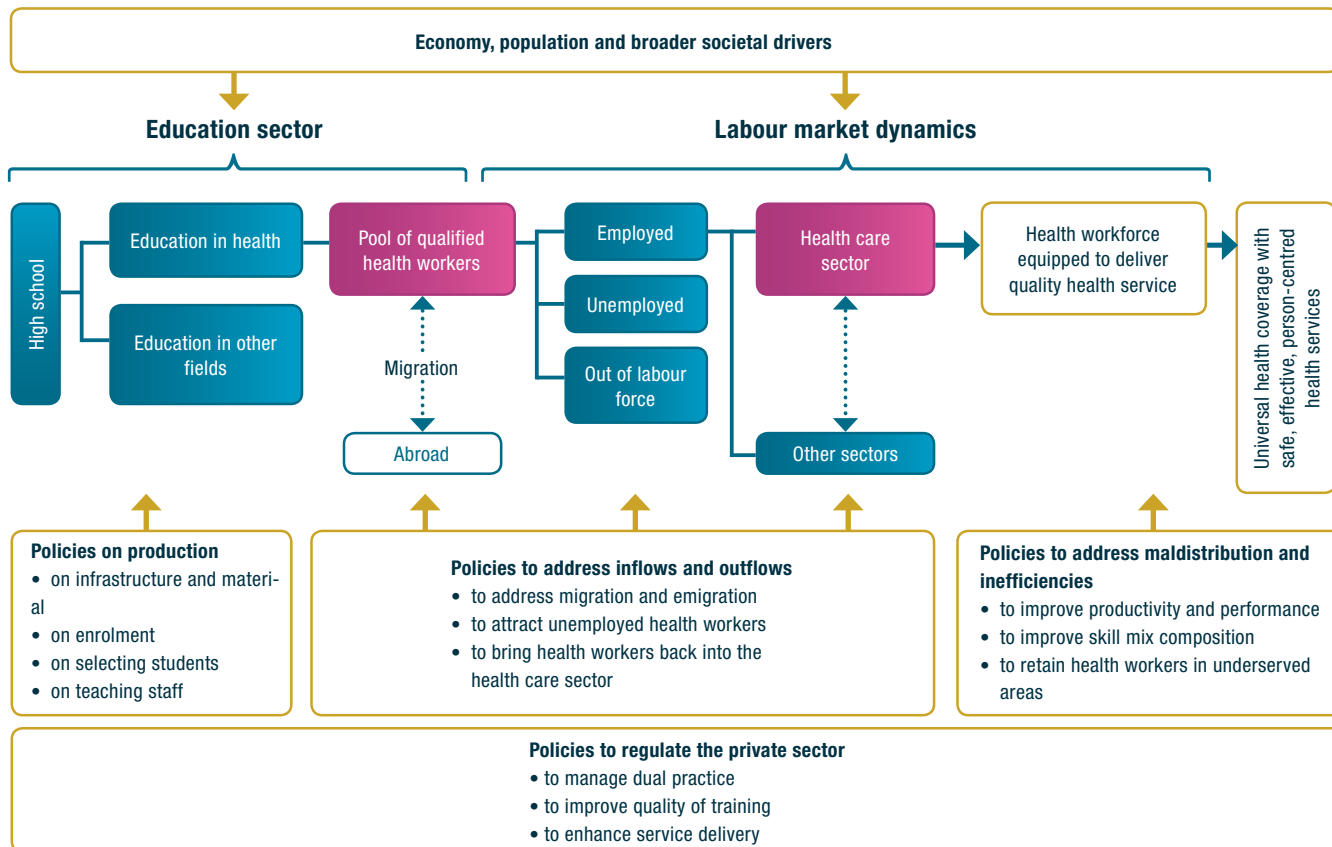 Economy, population and broader societal drivers
Education sector
Labour market dynamics
High school
Education in health
Education in other
fields
Pool of qualified
health workers
Migration
Abroad
Employed
Unemployed
Out of labour
force
Health care
sector
Other sectors
Health workforce
equipped to deliver
quality health service
Universal health coverage with
safe, effective, person-centred
health services
Policies on production
• on infrastructure and materi-
al
• on enrolment
• on selecting students
• on teaching staff
Policies to address inflows and outflows
• to address migration and emigration
• to attract unemployed health workers
• to bring health workers back into the
health care sector
Policies to address maldistribution and
inefficiencies
• to improve productivity and performance
• to improve skill mix composition
• to retain health workers in underserved
areas
Policies to regulate the private sector
• to manage dual practice
• to improve quality of training
• to enhance service delivery